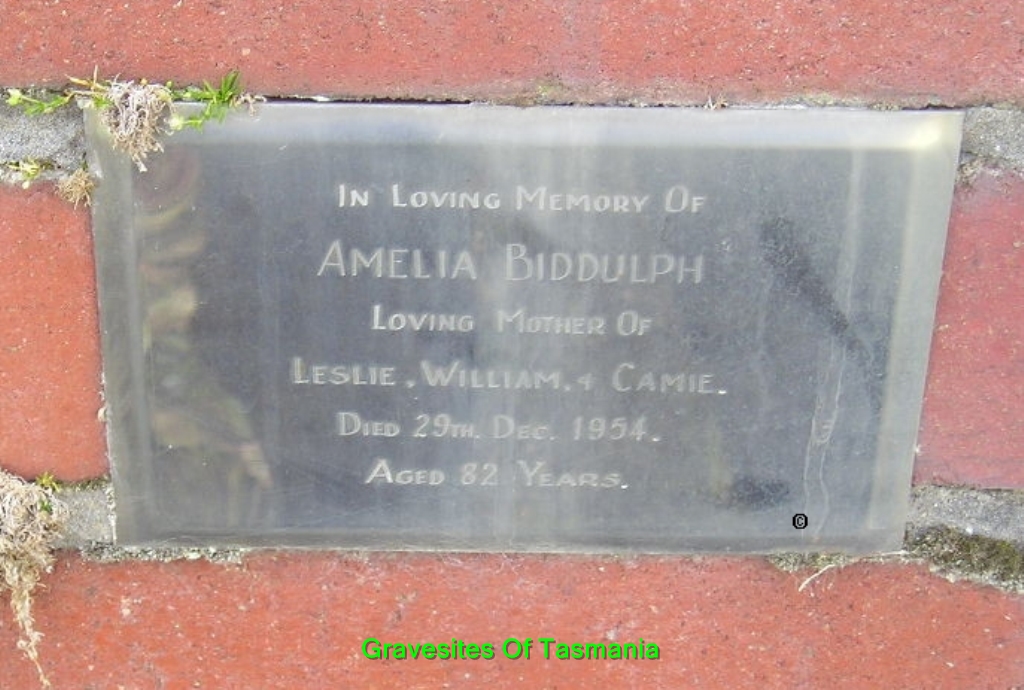 In Loving Memory Of
Amelia Biddulph
Loving Mother Of
Leslie, William, & Camie.
Died 29th. Dec. 1954.
Aged 82 Years.
©
Gravesites Of Tasmania